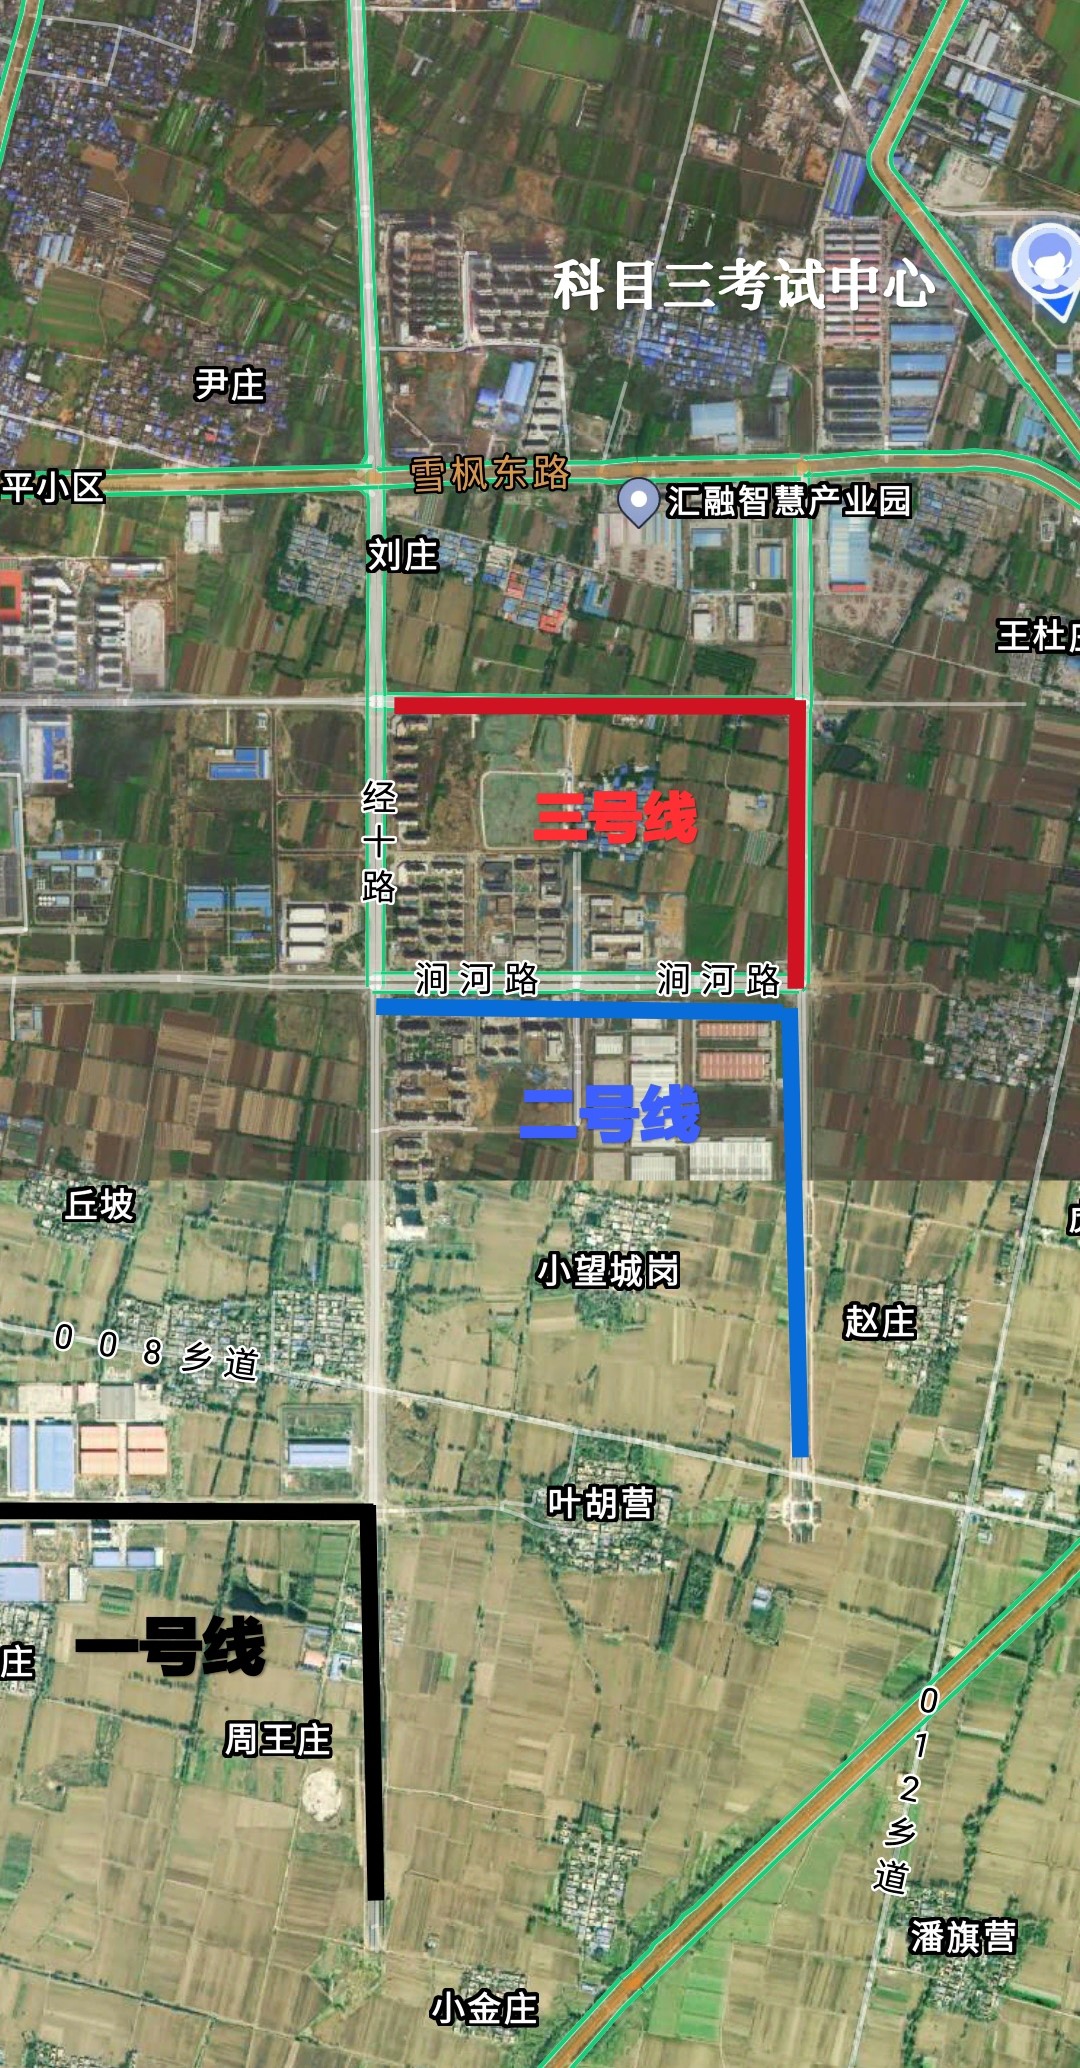 科目三考试中心
尹庄
平小区
雪枫东路
汇融智慧产业园
刘庄
王杜
经十路
三号线
涧河路
涧河路
二号线
丘坡
小望城岗
赵庄
008乡道
叶胡营
一号线
庄
周王庄
012乡道
潘旗营
小金庄